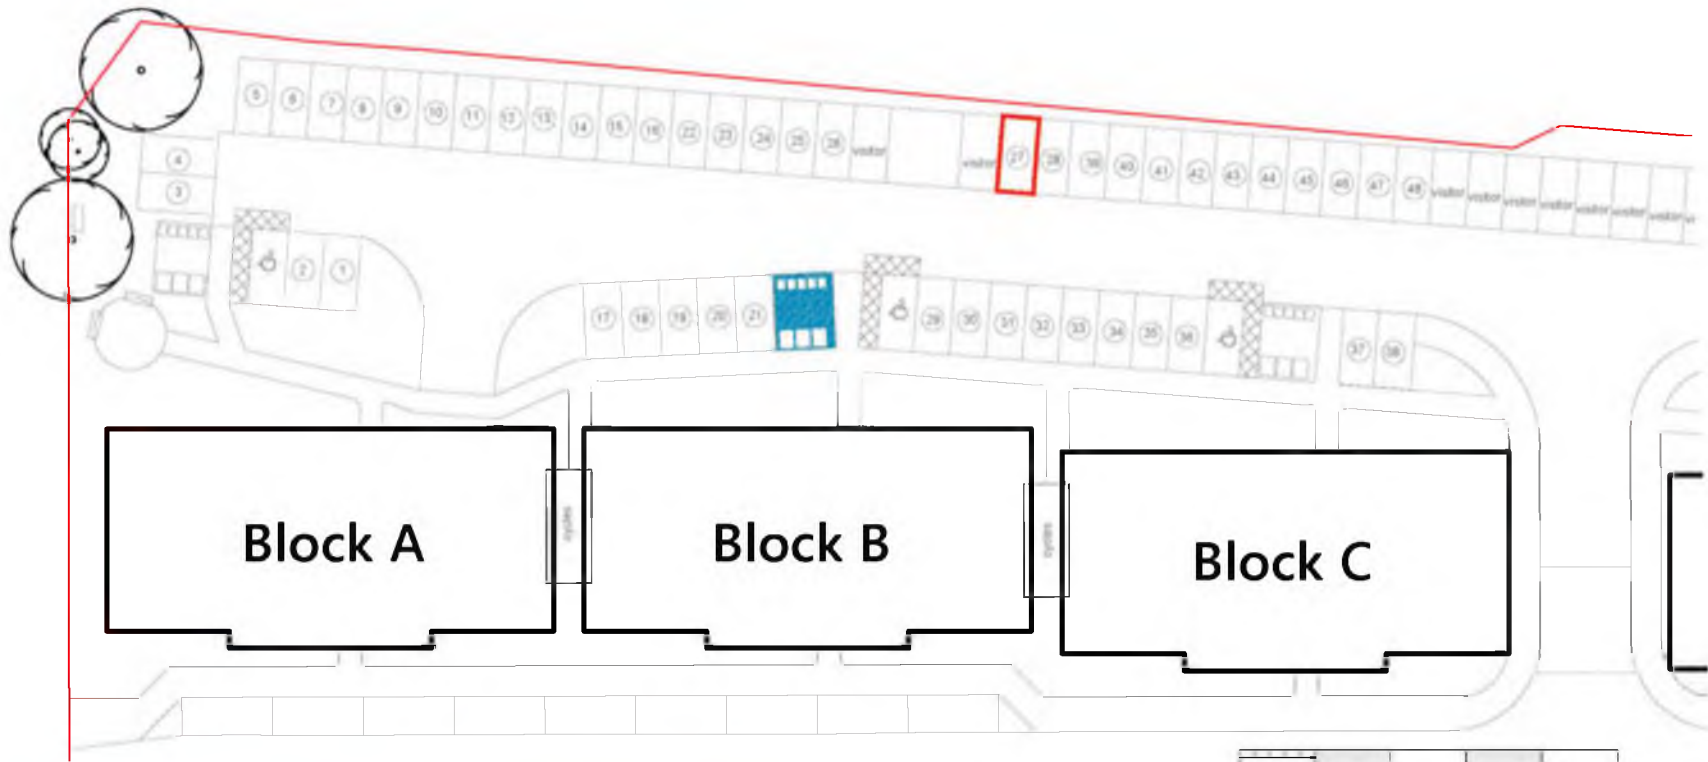 5 6 7 8 9 10 11 12 13 14 15 16 22 23 24 25 26 visitor visitor 27 28 39 40 41 42 43 44 45 46 47 48 visitor visitor visitor visitor visitor visitor visitor
4
3
2 1
17 18 19 20 21 29 30 31 32 33 34 35 36 37 38
cycles
cycles
Block A
Block B
Block C